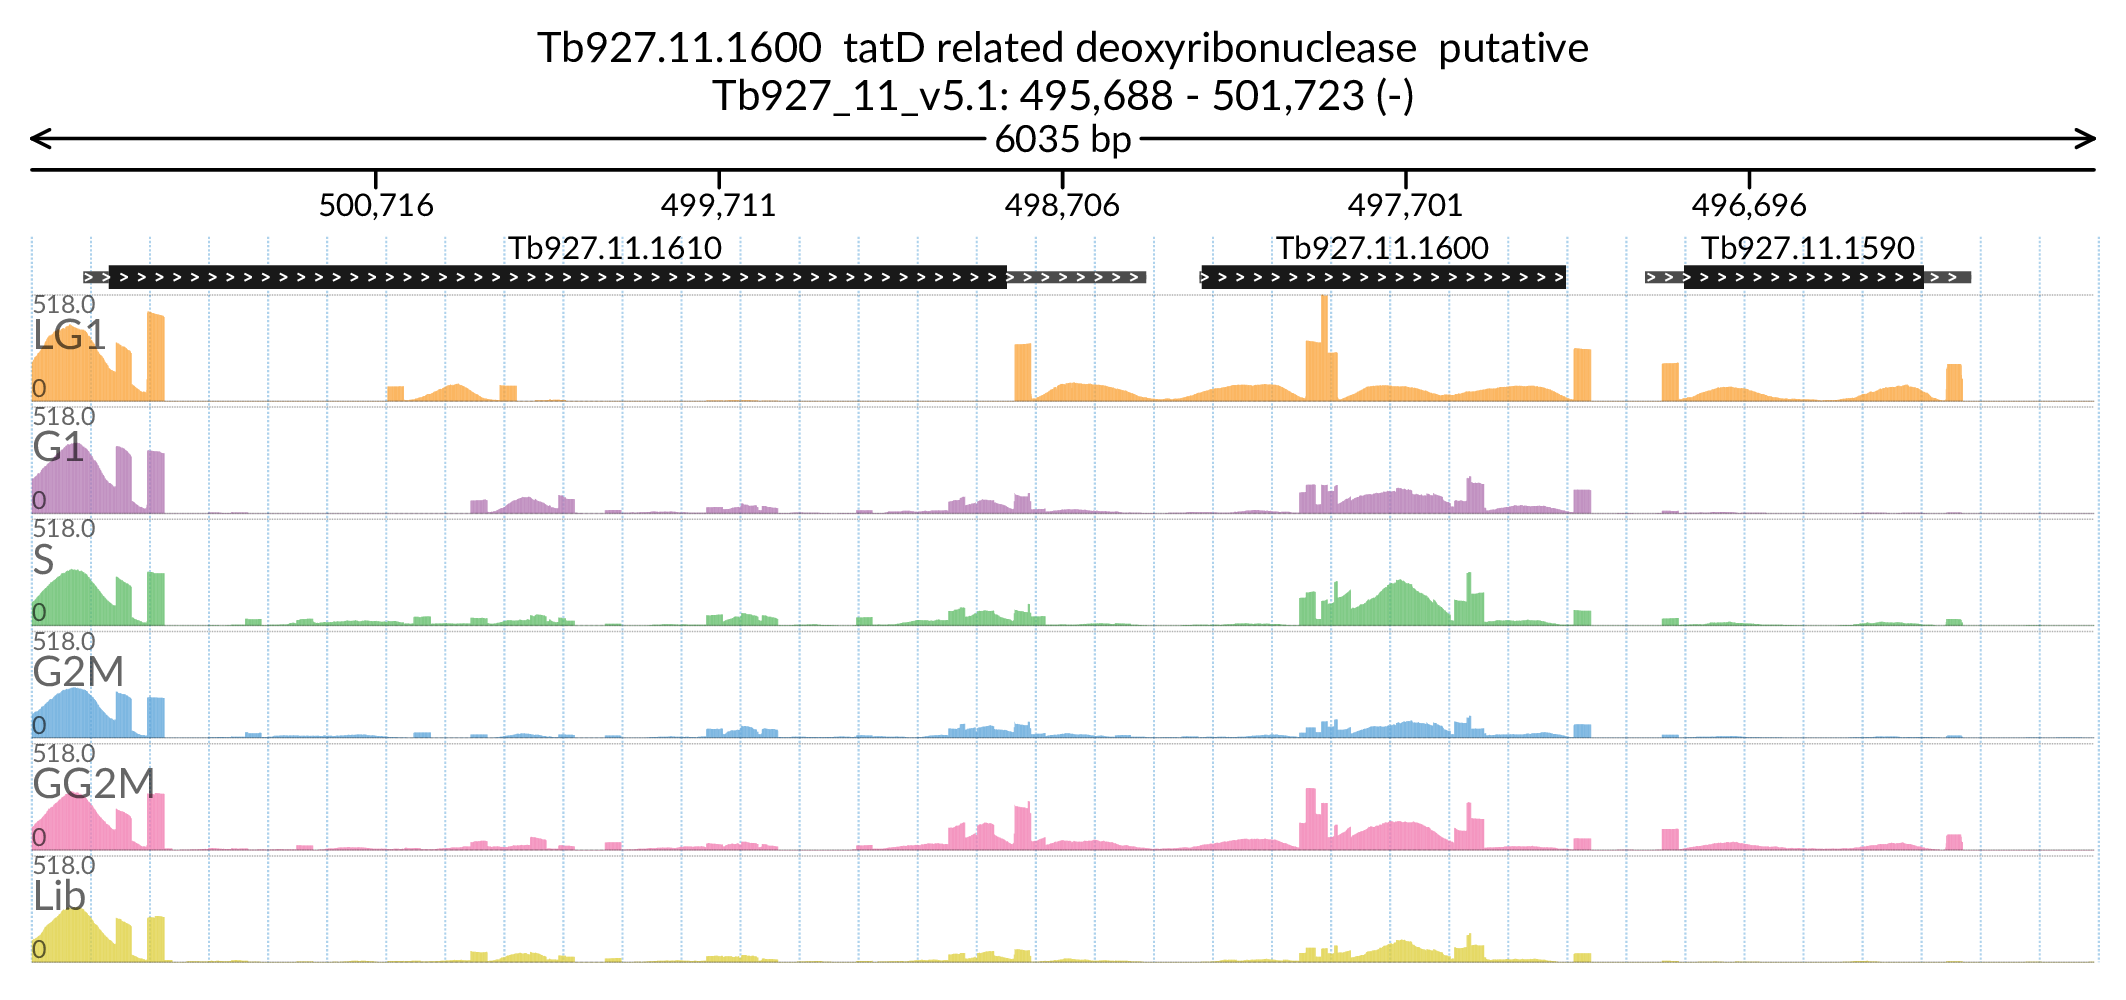 Tb927.11.1600  tatD related deoxyribonuclease  putative
Tb927_11_v5.1: 495,688 - 501,723 (-)
6035 bp
500,716 499,711 498,706 497,701 496,696
Tb927.11.1610 Tb927.11.1600 Tb927.11.1590
518.0
LG1
0
518.0
G1
0
518.0
S
0
518.0
G2M
0
518.0
GG2M
0
518.0
Lib
0